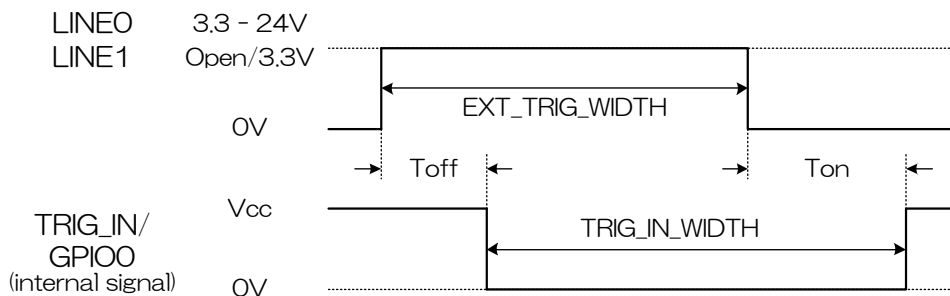 LINE0 3.3 - 24V
LINE1 Open/3.3V
EXT_TRIG_WIDTH
0V
Toff Ton
Vcc
TRIG_IN/
GPIO0
(internal signal)
TRIG_IN_WIDTH
0V